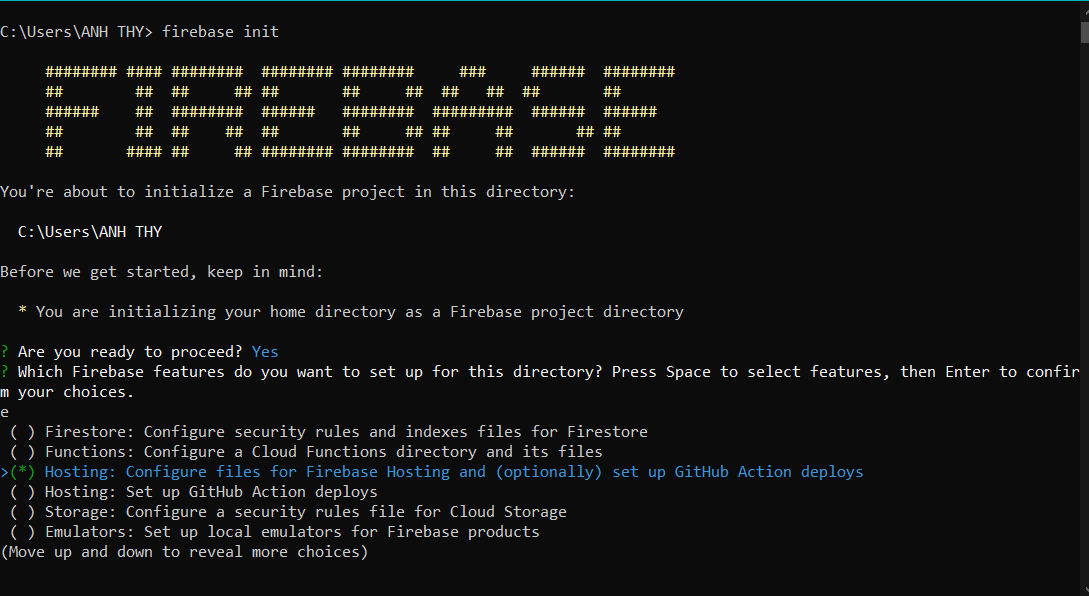 C:\Users\ANH THY> firebase init
     ######## #### ########  ######## ########     ###     ######  ########
     ##        ##  ##     ## ##       ##     ##  ##   ##  ##       ##
     ######    ##  ########  ######   ########  #########  ######  ######
     ##        ##  ##    ##  ##       ##     ## ##     ##       ## ##
     ##       #### ##     ## ######## ########  ##     ##  ######  ########
You're about to initialize a Firebase project in this directory:
  C:\Users\ANH THY
Before we get started, keep in mind:
  * You are initializing your home directory as a Firebase project directory
? Are you ready to proceed? Yes
? Which Firebase features do you want to set up for this directory? Press Space to select features, then Enter to confir
m your choices.
e
 ( ) Firestore: Configure security rules and indexes files for Firestore
 ( ) Functions: Configure a Cloud Functions directory and its files
>(*) Hosting: Configure files for Firebase Hosting and (optionally) set up GitHub Action deploys
 ( ) Hosting: Set up GitHub Action deploys
 ( ) Storage: Configure a security rules file for Cloud Storage
 ( ) Emulators: Set up local emulators for Firebase products
(Move up and down to reveal more choices)